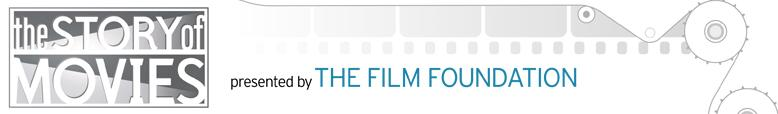 the STORY of
MOVIES
presented by THE FILM FOUNDATION